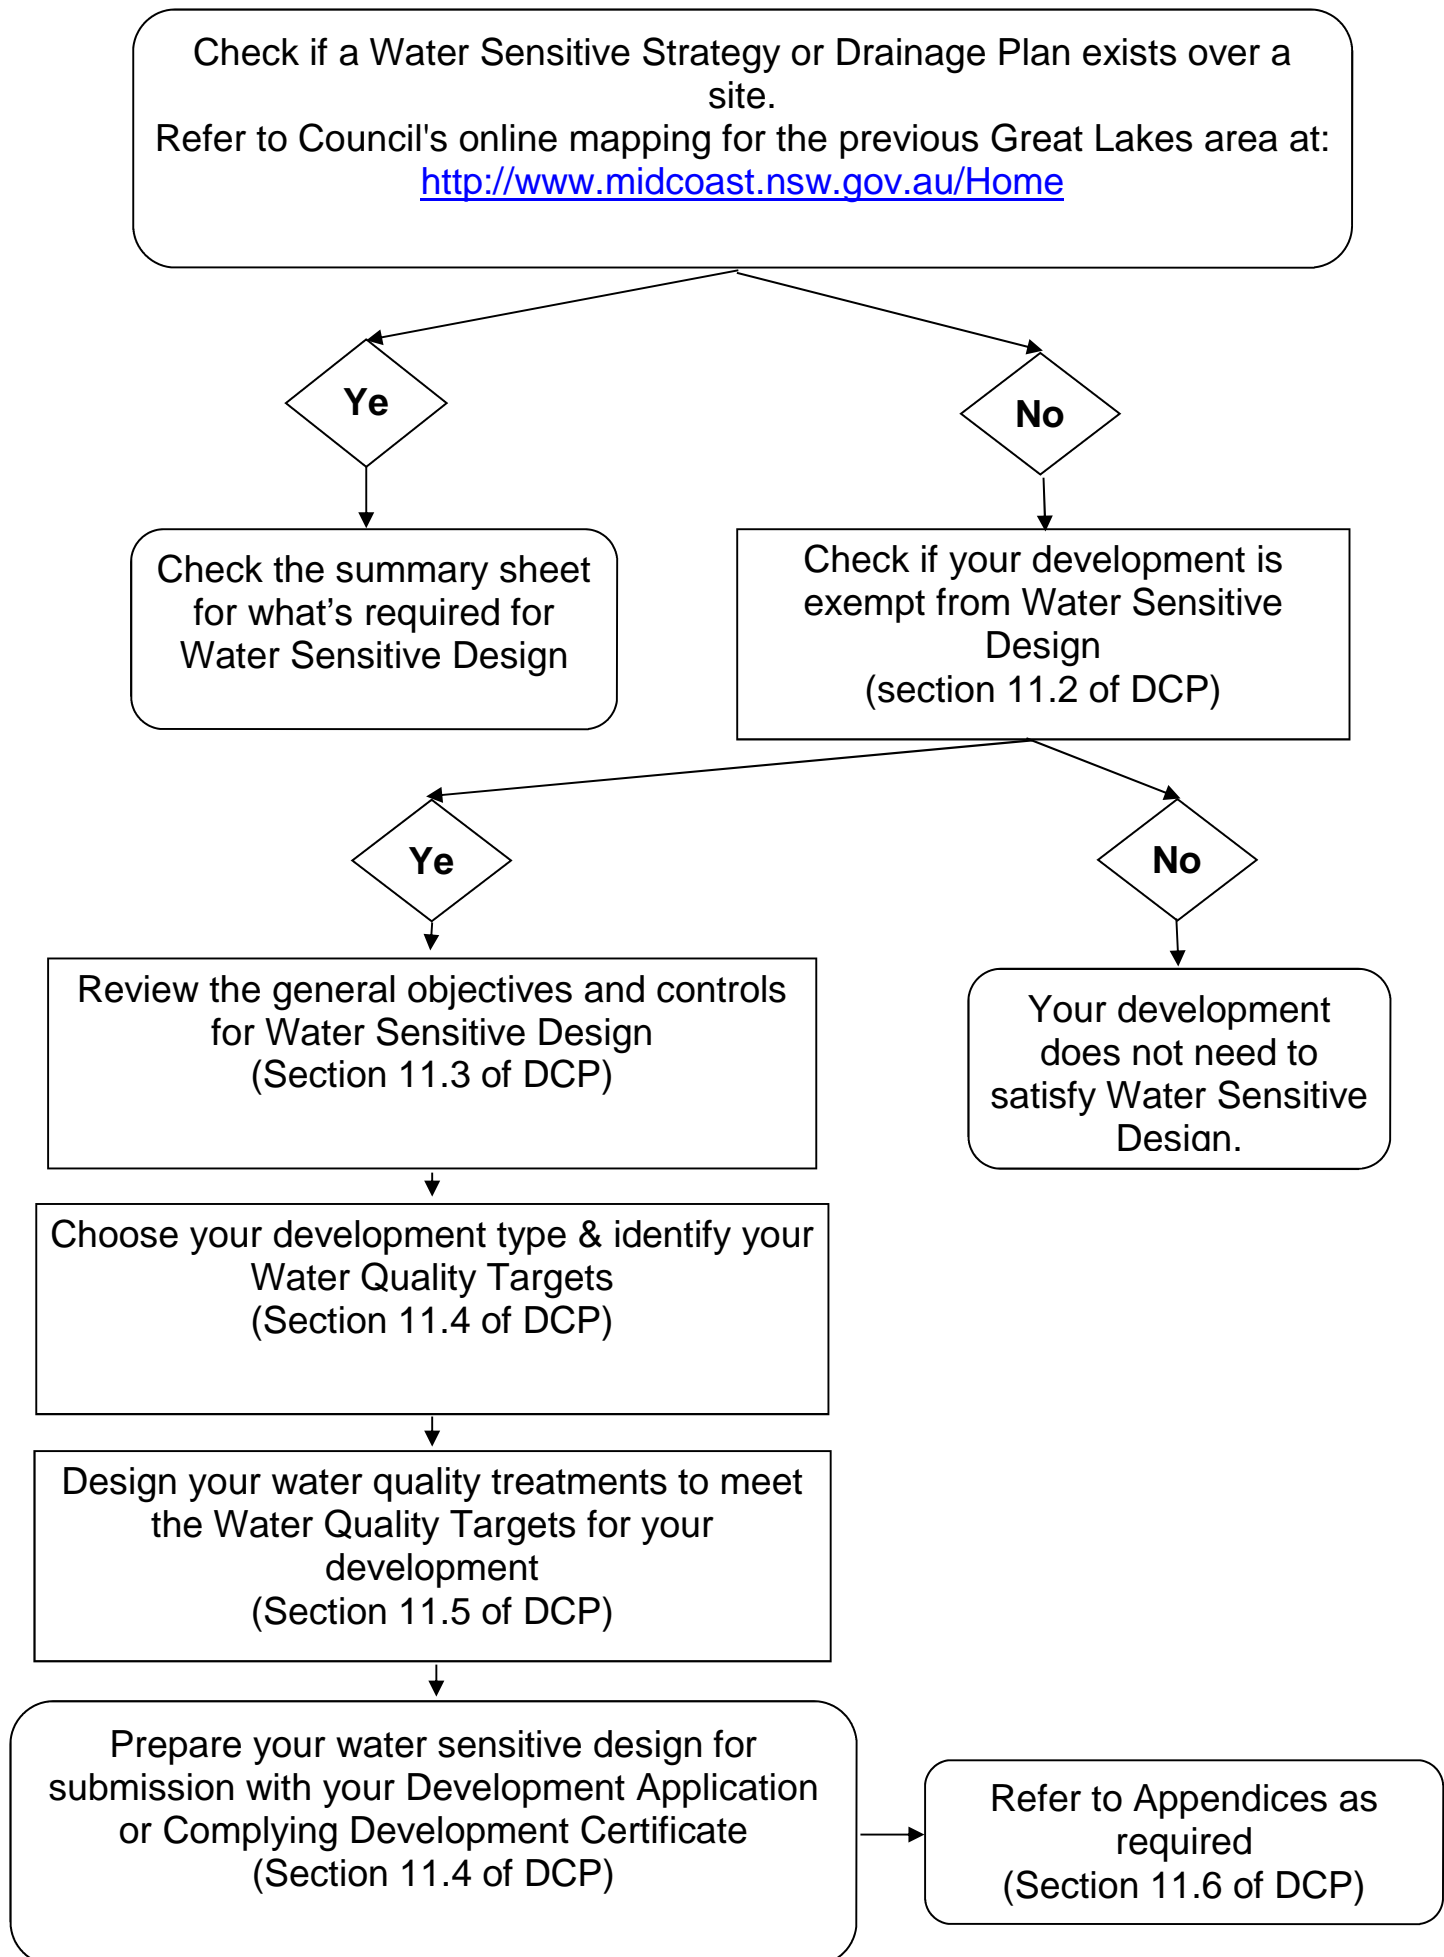 Check if a Water Sensitive Strategy or Drainage Plan exists over a
site.
Refer to Council's online mapping for the previous Great Lakes area at:
http://www.midcoast.nsw.gov.au/Home
Ye
No
Check the summary sheet
for what’s required for
Water Sensitive Design
Check if your development is
exempt from Water Sensitive
Design
(section 11.2 of DCP)
Ye
No
Review the general objectives and controls
for Water Sensitive Design
(Section 11.3 of DCP)
Your development
does not need to
satisfy Water Sensitive
Design.
Choose your development type & identify your
Water Quality Targets
(Section 11.4 of DCP)
Design your water quality treatments to meet
the Water Quality Targets for your
development
(Section 11.5 of DCP)
Prepare your water sensitive design for
submission with your Development Application
or Complying Development Certificate
(Section 11.4 of DCP)
Refer to Appendices as
required
(Section 11.6 of DCP)